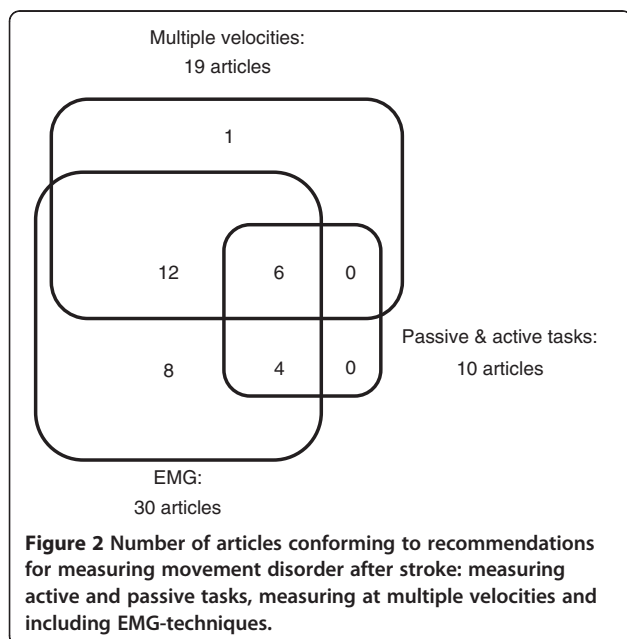 Multiple velocities:
19 articles
1
12 6 0
Passive & active tasks:
10 articles
8 4 0
EMG:
30 articles
Figure 2 Number of articles conforming to recommendations
for measuring movement disorder after stroke: measuring
active and passive tasks, measuring at multiple velocities and
including EMG-techniques.